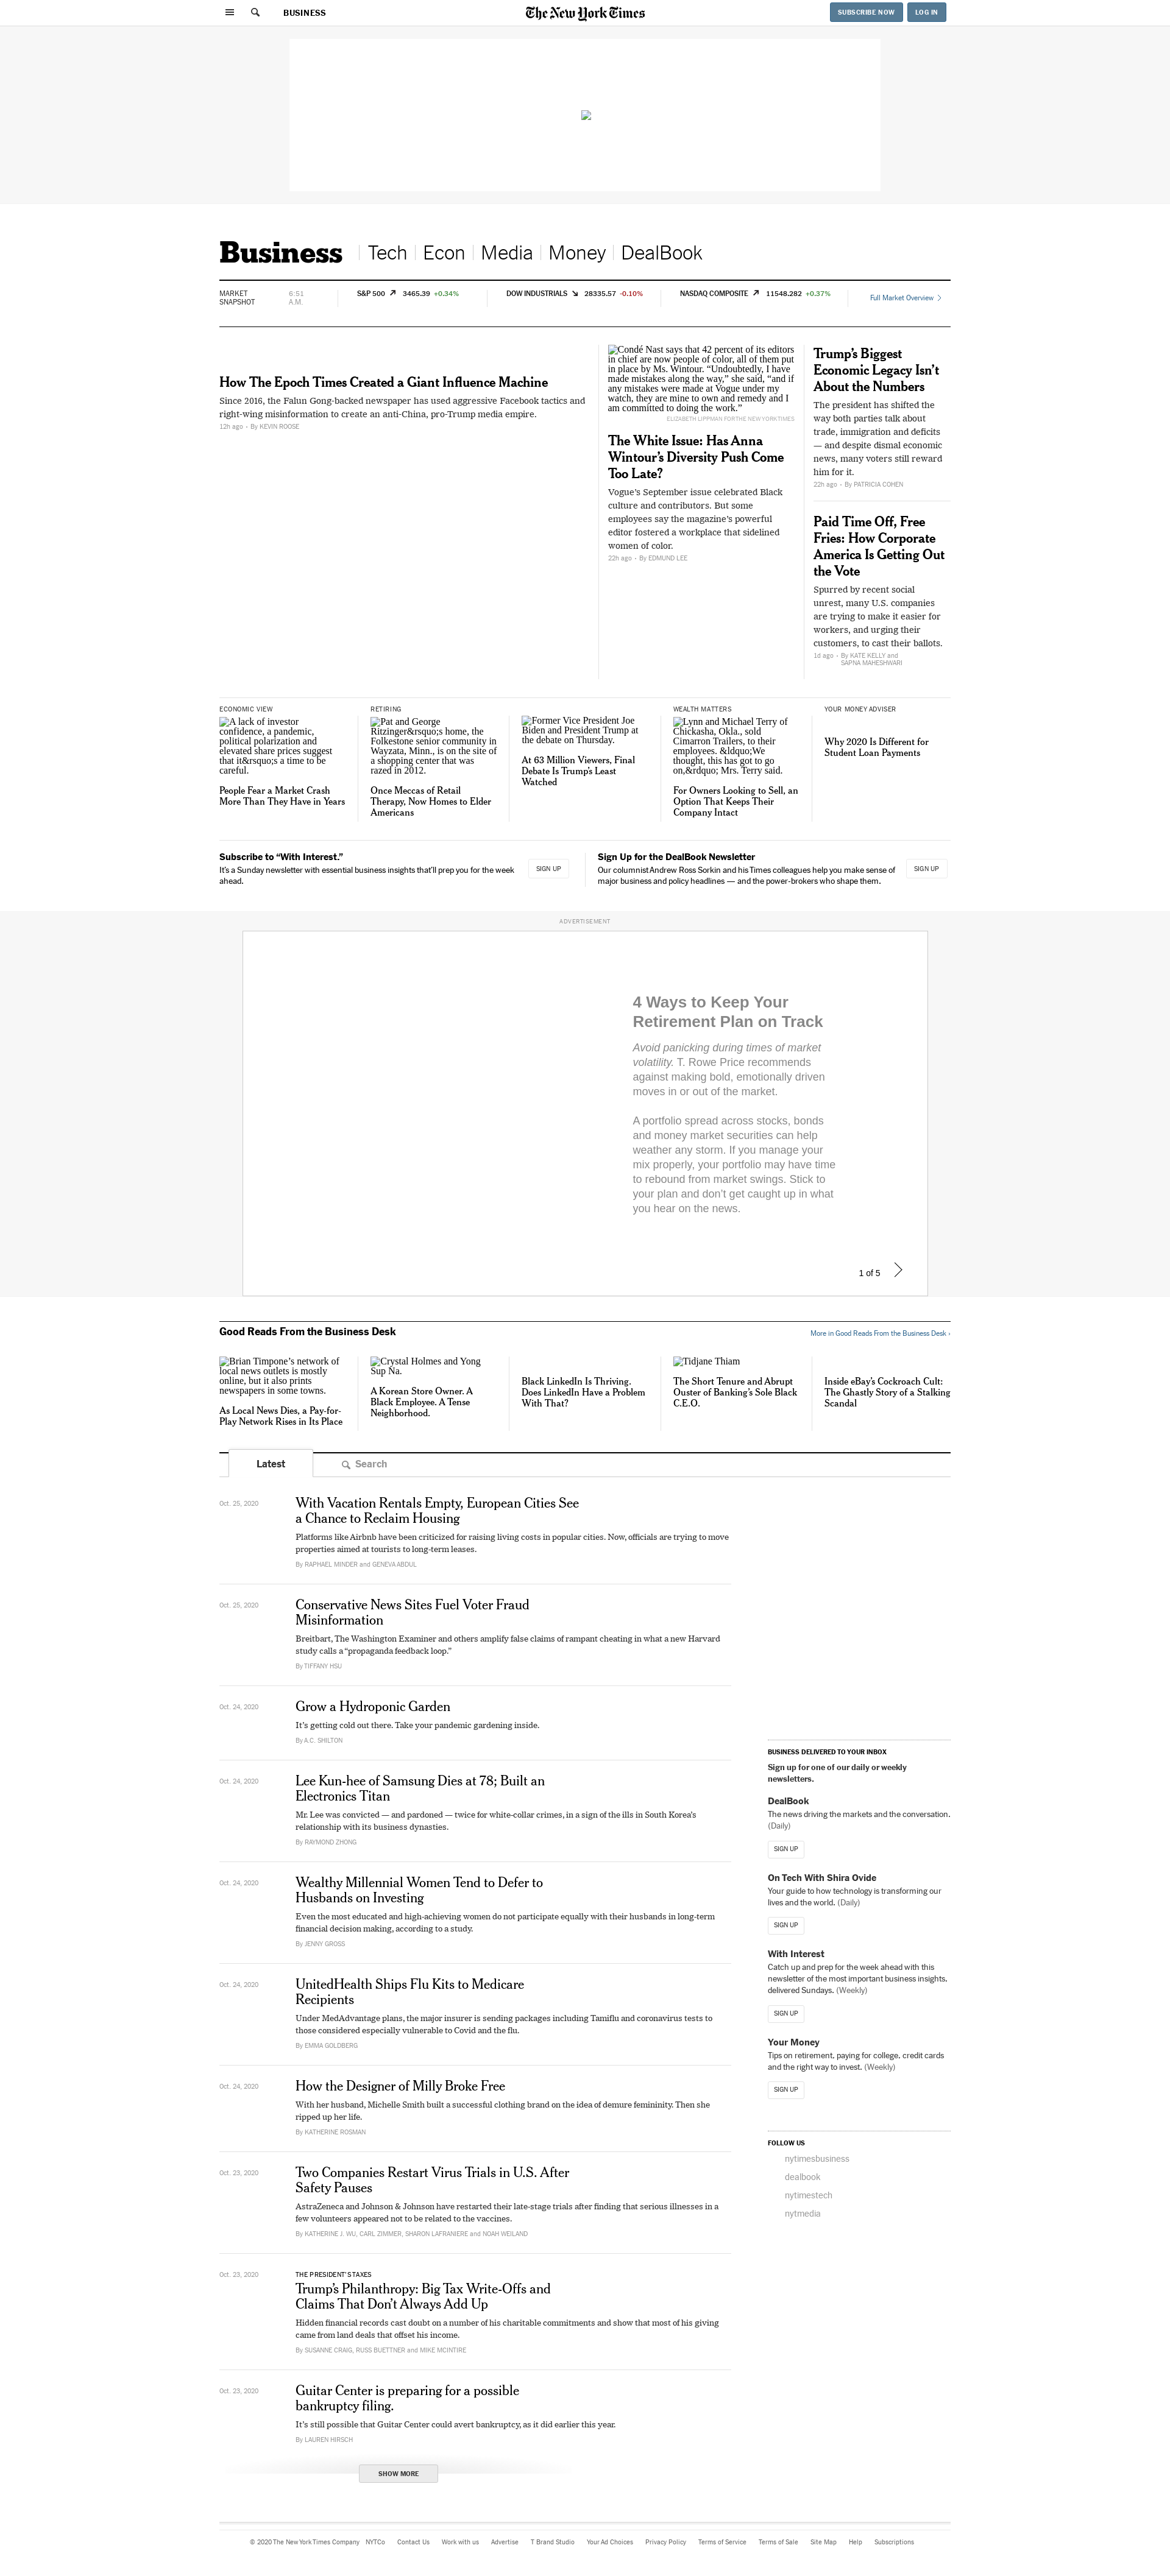 BUSINESS
The New York Times
SUBSCRIBE NOW
LOG IN
Business
Tech
Econ
Media
Money
DealBook
MARKET
SNAPSHOT
6:51
A.M.
S&P 500 3465.39 +0.34%
DOW INDUSTRIALS 28335.57 -0.10%
NASDAQ COMPOSITE 11548.282 +0.37%
Full Market Overview
How The Epoch Times Created a Giant Influence Machine
Since 2016, the Falun Gong-backed newspaper has used aggressive Facebook tactics and
right-wing misinformation to create an anti-China, pro-Trump media empire.
12h ago • By KEVIN ROOSE
Condé Nast says that 42 percent of its editors
in chief are now people of color, all of them put
in place by Ms. Wintour. “Undoubtedly, I have
made mistakes along the way,” she said, “and if
any mistakes were made at Vogue under my
watch, they are mine to own and remedy and I
am committed to doing the work.”
ELIZABETH LIPPMAN FOR THE NEW YORK TIMES
The White Issue: Has Anna
Wintour’s Diversity Push Come
Too Late?
Vogue’s September issue celebrated Black
culture and contributors. But some
employees say the magazine’s powerful
editor fostered a workplace that sidelined
women of color.
22h ago • By EDMUND LEE
Trump’s Biggest
Economic Legacy Isn’t
About the Numbers
The president has shifted the
way both parties talk about
trade, immigration and deficits
— and despite dismal economic
news, many voters still reward
him for it.
22h ago • By PATRICIA COHEN
Paid Time Off, Free
Fries: How Corporate
America Is Getting Out
the Vote
Spurred by recent social
unrest, many U.S. companies
are trying to make it easier for
workers, and urging their
customers, to cast their ballots.
1d ago • By KATE KELLY and
SAPNA MAHESHWARI
ECONOMIC VIEW
A lack of investor
confidence, a pandemic,
political polarization and
elevated share prices suggest
that it&rsquo;s a time to be
careful.
People Fear a Market Crash
More Than They Have in Years
RETIRING
Pat and George
Ritzinger&rsquo;s home, the
Folkestone senior community in
Wayzata, Minn., is on the site of
a shopping center that was
razed in 2012.
Once Meccas of Retail
Therapy, Now Homes to Elder
Americans
Former Vice President Joe
Biden and President Trump at
the debate on Thursday.
At 63 Million Viewers, Final
Debate Is Trump’s Least
Watched
WEALTH MATTERS
Lynn and Michael Terry of
Chickasha, Okla., sold
Cimarron Trailers, to their
employees. &ldquo;We
thought, this has got to go
on,&rdquo; Mrs. Terry said.
For Owners Looking to Sell, an
Option That Keeps Their
Company Intact
YOUR MONEY ADVISER
Why 2020 Is Different for
Student Loan Payments
Subscribe to “With Interest.”
It’s a Sunday newsletter with essential business insights that’ll prep you for the week
ahead.
SIGN UP
Sign Up for the DealBook Newsletter
Our columnist Andrew Ross Sorkin and his Times colleagues help you make sense of
major business and policy headlines — and the power-brokers who shape them.
SIGN UP
ADVERTISEMENT
4 Ways to Keep Your
Retirement Plan on Track
Avoid panicking during times of market
volatility. T. Rowe Price recommends
against making bold, emotionally driven
moves in or out of the market.
A portfolio spread across stocks, bonds
and money market securities can help
weather any storm. If you manage your
mix properly, your portfolio may have time
to rebound from market swings. Stick to
your plan and don’t get caught up in what
you hear on the news.
1 of 5
Good Reads From the Business Desk
More in Good Reads From the Business Desk ›
Brian Timpone’s network of
local news outlets is mostly
online, but it also prints
newspapers in some towns.
As Local News Dies, a Pay-for-
Play Network Rises in Its Place
Crystal Holmes and Yong
Sup Na.
A Korean Store Owner. A
Black Employee. A Tense
Neighborhood.
Black LinkedIn Is Thriving.
Does LinkedIn Have a Problem
With That?
Tidjane Thiam
The Short Tenure and Abrupt
Ouster of Banking’s Sole Black
C.E.O.
Inside eBay’s Cockroach Cult:
The Ghastly Story of a Stalking
Scandal
Latest
Search
Oct. 25, 2020
With Vacation Rentals Empty, European Cities See
a Chance to Reclaim Housing
Platforms like Airbnb have been criticized for raising living costs in popular cities. Now, officials are trying to move
properties aimed at tourists to long-term leases.
By RAPHAEL MINDER and GENEVA ABDUL
Oct. 25, 2020
Conservative News Sites Fuel Voter Fraud
Misinformation
Breitbart, The Washington Examiner and others amplify false claims of rampant cheating in what a new Harvard
study calls a “propaganda feedback loop.”
By TIFFANY HSU
Oct. 24, 2020
Grow a Hydroponic Garden
It’s getting cold out there. Take your pandemic gardening inside.
By A.C. SHILTON
Oct. 24, 2020
Lee Kun-hee of Samsung Dies at 78; Built an
Electronics Titan
Mr. Lee was convicted — and pardoned — twice for white-collar crimes, in a sign of the ills in South Korea’s
relationship with its business dynasties.
By RAYMOND ZHONG
Oct. 24, 2020
Wealthy Millennial Women Tend to Defer to
Husbands on Investing
Even the most educated and high-achieving women do not participate equally with their husbands in long-term
financial decision making, according to a study.
By JENNY GROSS
Oct. 24, 2020
UnitedHealth Ships Flu Kits to Medicare
Recipients
Under MedAdvantage plans, the major insurer is sending packages including Tamiflu and coronavirus tests to
those considered especially vulnerable to Covid and the flu.
By EMMA GOLDBERG
Oct. 24, 2020
How the Designer of Milly Broke Free
With her husband, Michelle Smith built a successful clothing brand on the idea of demure femininity. Then she
ripped up her life.
By KATHERINE ROSMAN
Oct. 23, 2020
Two Companies Restart Virus Trials in U.S. After
Safety Pauses
AstraZeneca and Johnson & Johnson have restarted their late-stage trials after finding that serious illnesses in a
few volunteers appeared not to be related to the vaccines.
By KATHERINE J. WU, CARL ZIMMER, SHARON LAFRANIERE and NOAH WEILAND
Oct. 23, 2020
THE PRESIDENT’S TAXES
Trump’s Philanthropy: Big Tax Write-Offs and
Claims That Don’t Always Add Up
Hidden financial records cast doubt on a number of his charitable commitments and show that most of his giving
came from land deals that offset his income.
By SUSANNE CRAIG, RUSS BUETTNER and MIKE MCINTIRE
Oct. 23, 2020
Guitar Center is preparing for a possible
bankruptcy filing.
It’s still possible that Guitar Center could avert bankruptcy, as it did earlier this year.
By LAUREN HIRSCH
SHOW MORE
BUSINESS DELIVERED TO YOUR INBOX
Sign up for one of our daily or weekly
newsletters.
DealBook
The news driving the markets and the conversation.
(Daily)
SIGN UP
On Tech With Shira Ovide
Your guide to how technology is transforming our
lives and the world. (Daily)
SIGN UP
With Interest
Catch up and prep for the week ahead with this
newsletter of the most important business insights,
delivered Sundays. (Weekly)
SIGN UP
Your Money
Tips on retirement, paying for college, credit cards
and the right way to invest. (Weekly)
SIGN UP
FOLLOW US
nytimesbusiness
dealbook
nytimestech
nytmedia
© 2020 The New York Times Company NYTCo Contact Us Work with us Advertise T Brand Studio Your Ad Choices Privacy Policy Terms of Service Terms of Sale Site Map Help Subscriptions